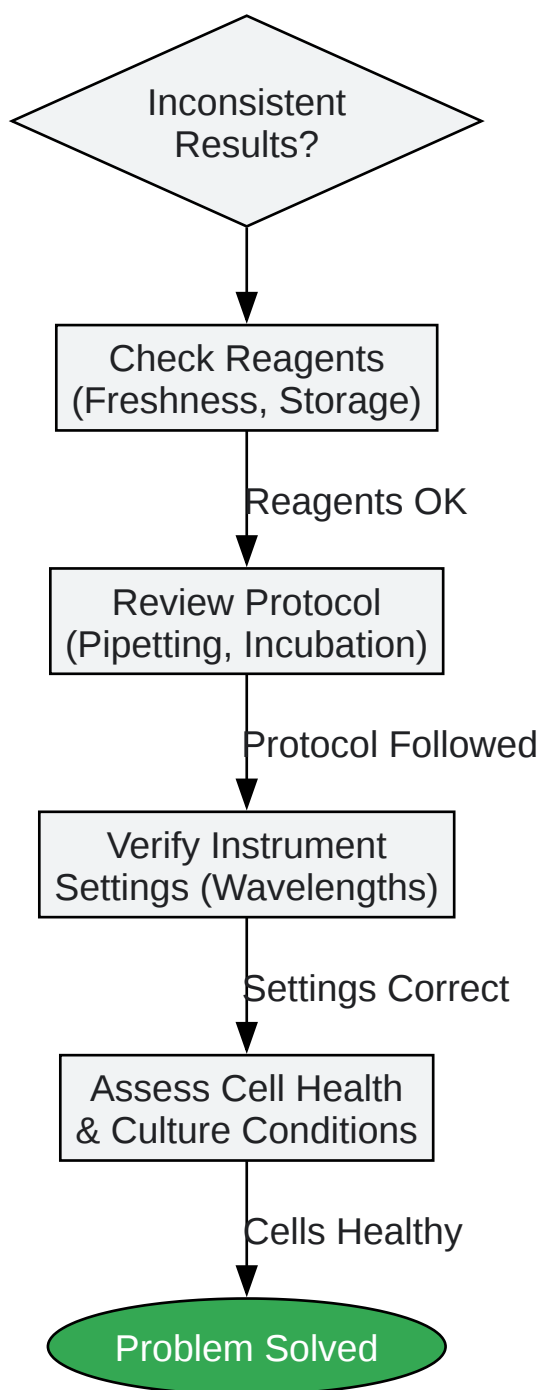 Inconsistent
Results?
Check Reagents
(Freshness, Storage)
Reagents OK
Review Protocol
(Pipetting, Incubation)
Protocol Followed
Verify Instrument
Settings (Wavelengths)
Settings Correct
Assess Cell Health
& Culture Conditions
Cells Healthy
Problem Solved